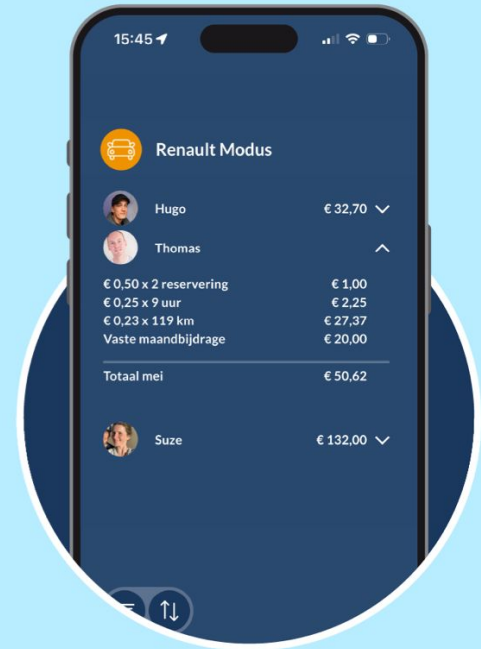 15:45
Renault Modus
Hugo € 32,70
Thomas
€ 0,50 x 2 reservering € 1,00
€ 0,25 x 9 uur € 2,25
€ 0,23 x 119 km € 27,37
Vaste maandbijdrage € 20,00
Totaal mei € 50,62
Suze € 132,00